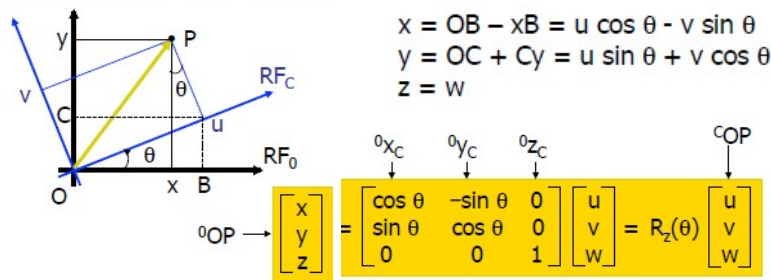 y P
x = OB – xB = u cos θ - v sin θ
y = OC + Cy = u sin θ + v cos θ
z = w
v θ RF_C
C u
θ RF_0
O x B
⁰x_C ⁰y_C ⁰z_C ᶜOP
⁰OP → [x y z] = [cos θ −sin θ 0; sin θ cos θ 0; 0 0 1] [u v w] = R_z(θ) [u v w]